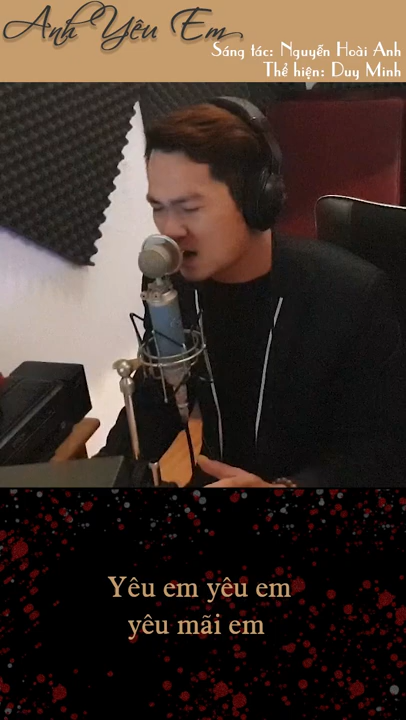 Anh Yêu Em
Sáng tác: Nguyễn Hoài Anh
Thể hiện: Duy Minh
Yêu em yêu em
yêu mãi em